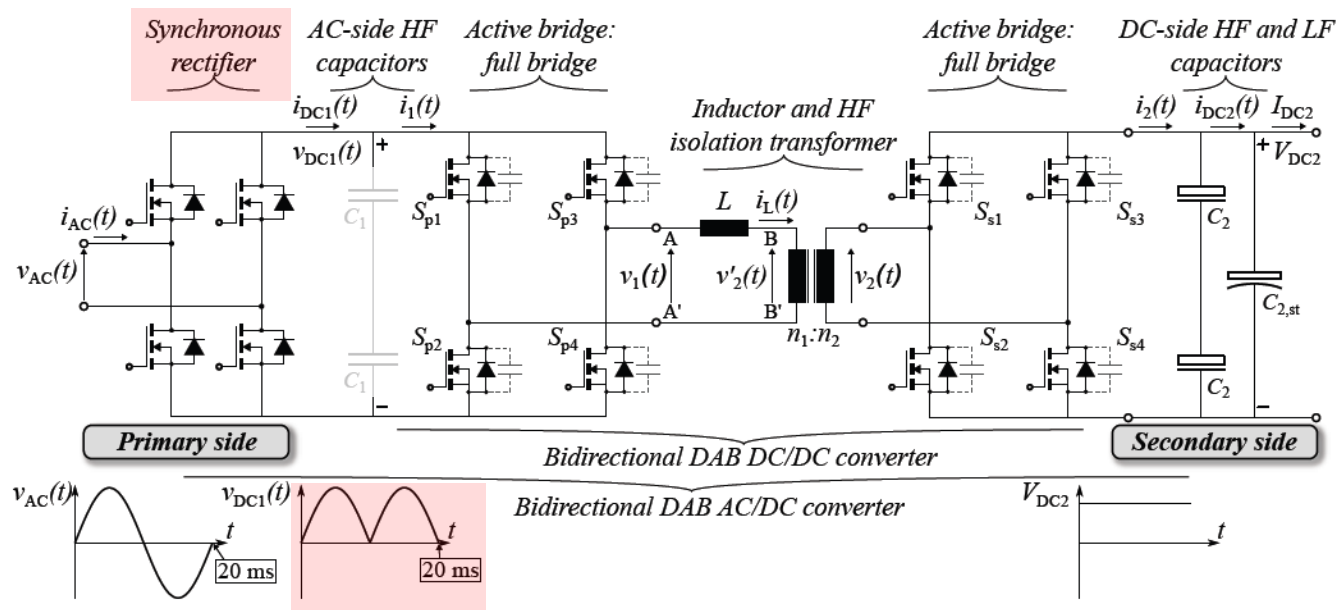 Synchronous
rectifier
AC-side HF
capacitors
Active bridge:
full bridge
Inductor and HF
isolation transformer
Active bridge:
full bridge
DC-side HF and LF
capacitors
i_DC1(t)
i_1(t)
v_DC1(t)
+
C_1
S_p1
S_p3
L
i_L(t)
A
B
S_s1
S_s3
i_2(t)
i_DC2(t)
I_DC2
+
V_DC2
C_2
i_AC(t)
v_AC(t)
v_1(t)
v'_2(t)
v_2(t)
C_2,st
A'
B'
n_1:n_2
C_1
S_p2
S_p4
S_s2
S_s4
C_2
–
–
Primary side
Secondary side
Bidirectional DAB DC/DC converter
Bidirectional DAB AC/DC converter
v_AC(t)
t
20 ms
v_DC1(t)
t
20 ms
V_DC2
t